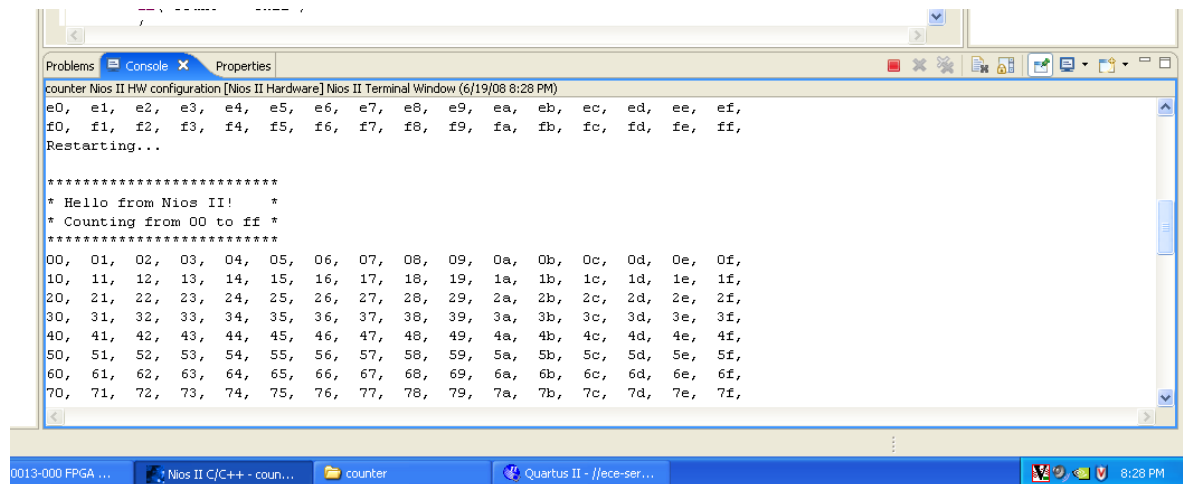 Problems Console Properties
counter Nios II HW configuration [Nios II Hardware] Nios II Terminal Window (6/19/08 8:28 PM)
e0, e1, e2, e3, e4, e5, e6, e7, e8, e9, ea, eb, ec, ed, ee, ef,
f0, f1, f2, f3, f4, f5, f6, f7, f8, f9, fa, fb, fc, fd, fe, ff,
Restarting...
**************************
* Hello from Nios II!    *
* Counting from 00 to ff *
**************************
00, 01, 02, 03, 04, 05, 06, 07, 08, 09, 0a, 0b, 0c, 0d, 0e, 0f,
10, 11, 12, 13, 14, 15, 16, 17, 18, 19, 1a, 1b, 1c, 1d, 1e, 1f,
20, 21, 22, 23, 24, 25, 26, 27, 28, 29, 2a, 2b, 2c, 2d, 2e, 2f,
30, 31, 32, 33, 34, 35, 36, 37, 38, 39, 3a, 3b, 3c, 3d, 3e, 3f,
40, 41, 42, 43, 44, 45, 46, 47, 48, 49, 4a, 4b, 4c, 4d, 4e, 4f,
50, 51, 52, 53, 54, 55, 56, 57, 58, 59, 5a, 5b, 5c, 5d, 5e, 5f,
60, 61, 62, 63, 64, 65, 66, 67, 68, 69, 6a, 6b, 6c, 6d, 6e, 6f,
70, 71, 72, 73, 74, 75, 76, 77, 78, 79, 7a, 7b, 7c, 7d, 7e, 7f,
0013-000 FPGA ... Nios II C/C++ - coun... counter Quartus II - //ece-ser... 8:28 PM